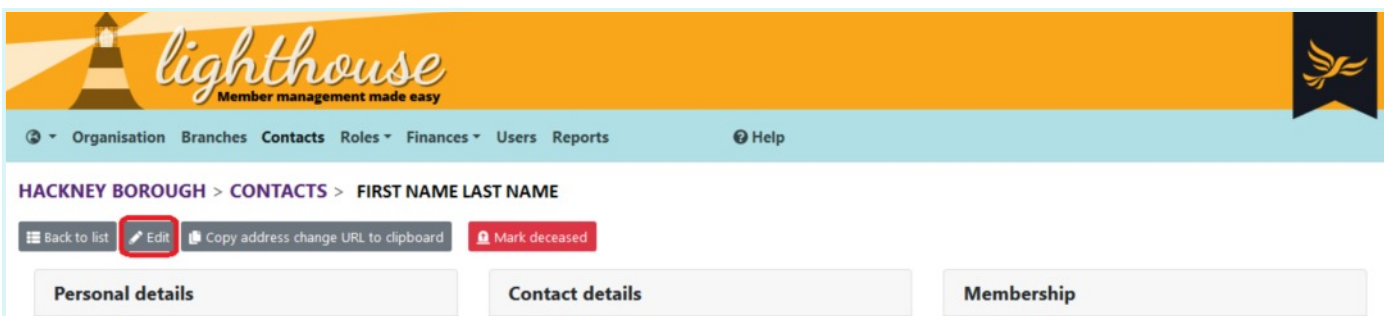 lighthouse
Member management made easy
Organisation Branches Contacts Roles Finances Users Reports Help
HACKNEY BOROUGH > CONTACTS > FIRST NAME LAST NAME
Back to list Edit Copy address change URL to clipboard Mark deceased
Personal details Contact details Membership